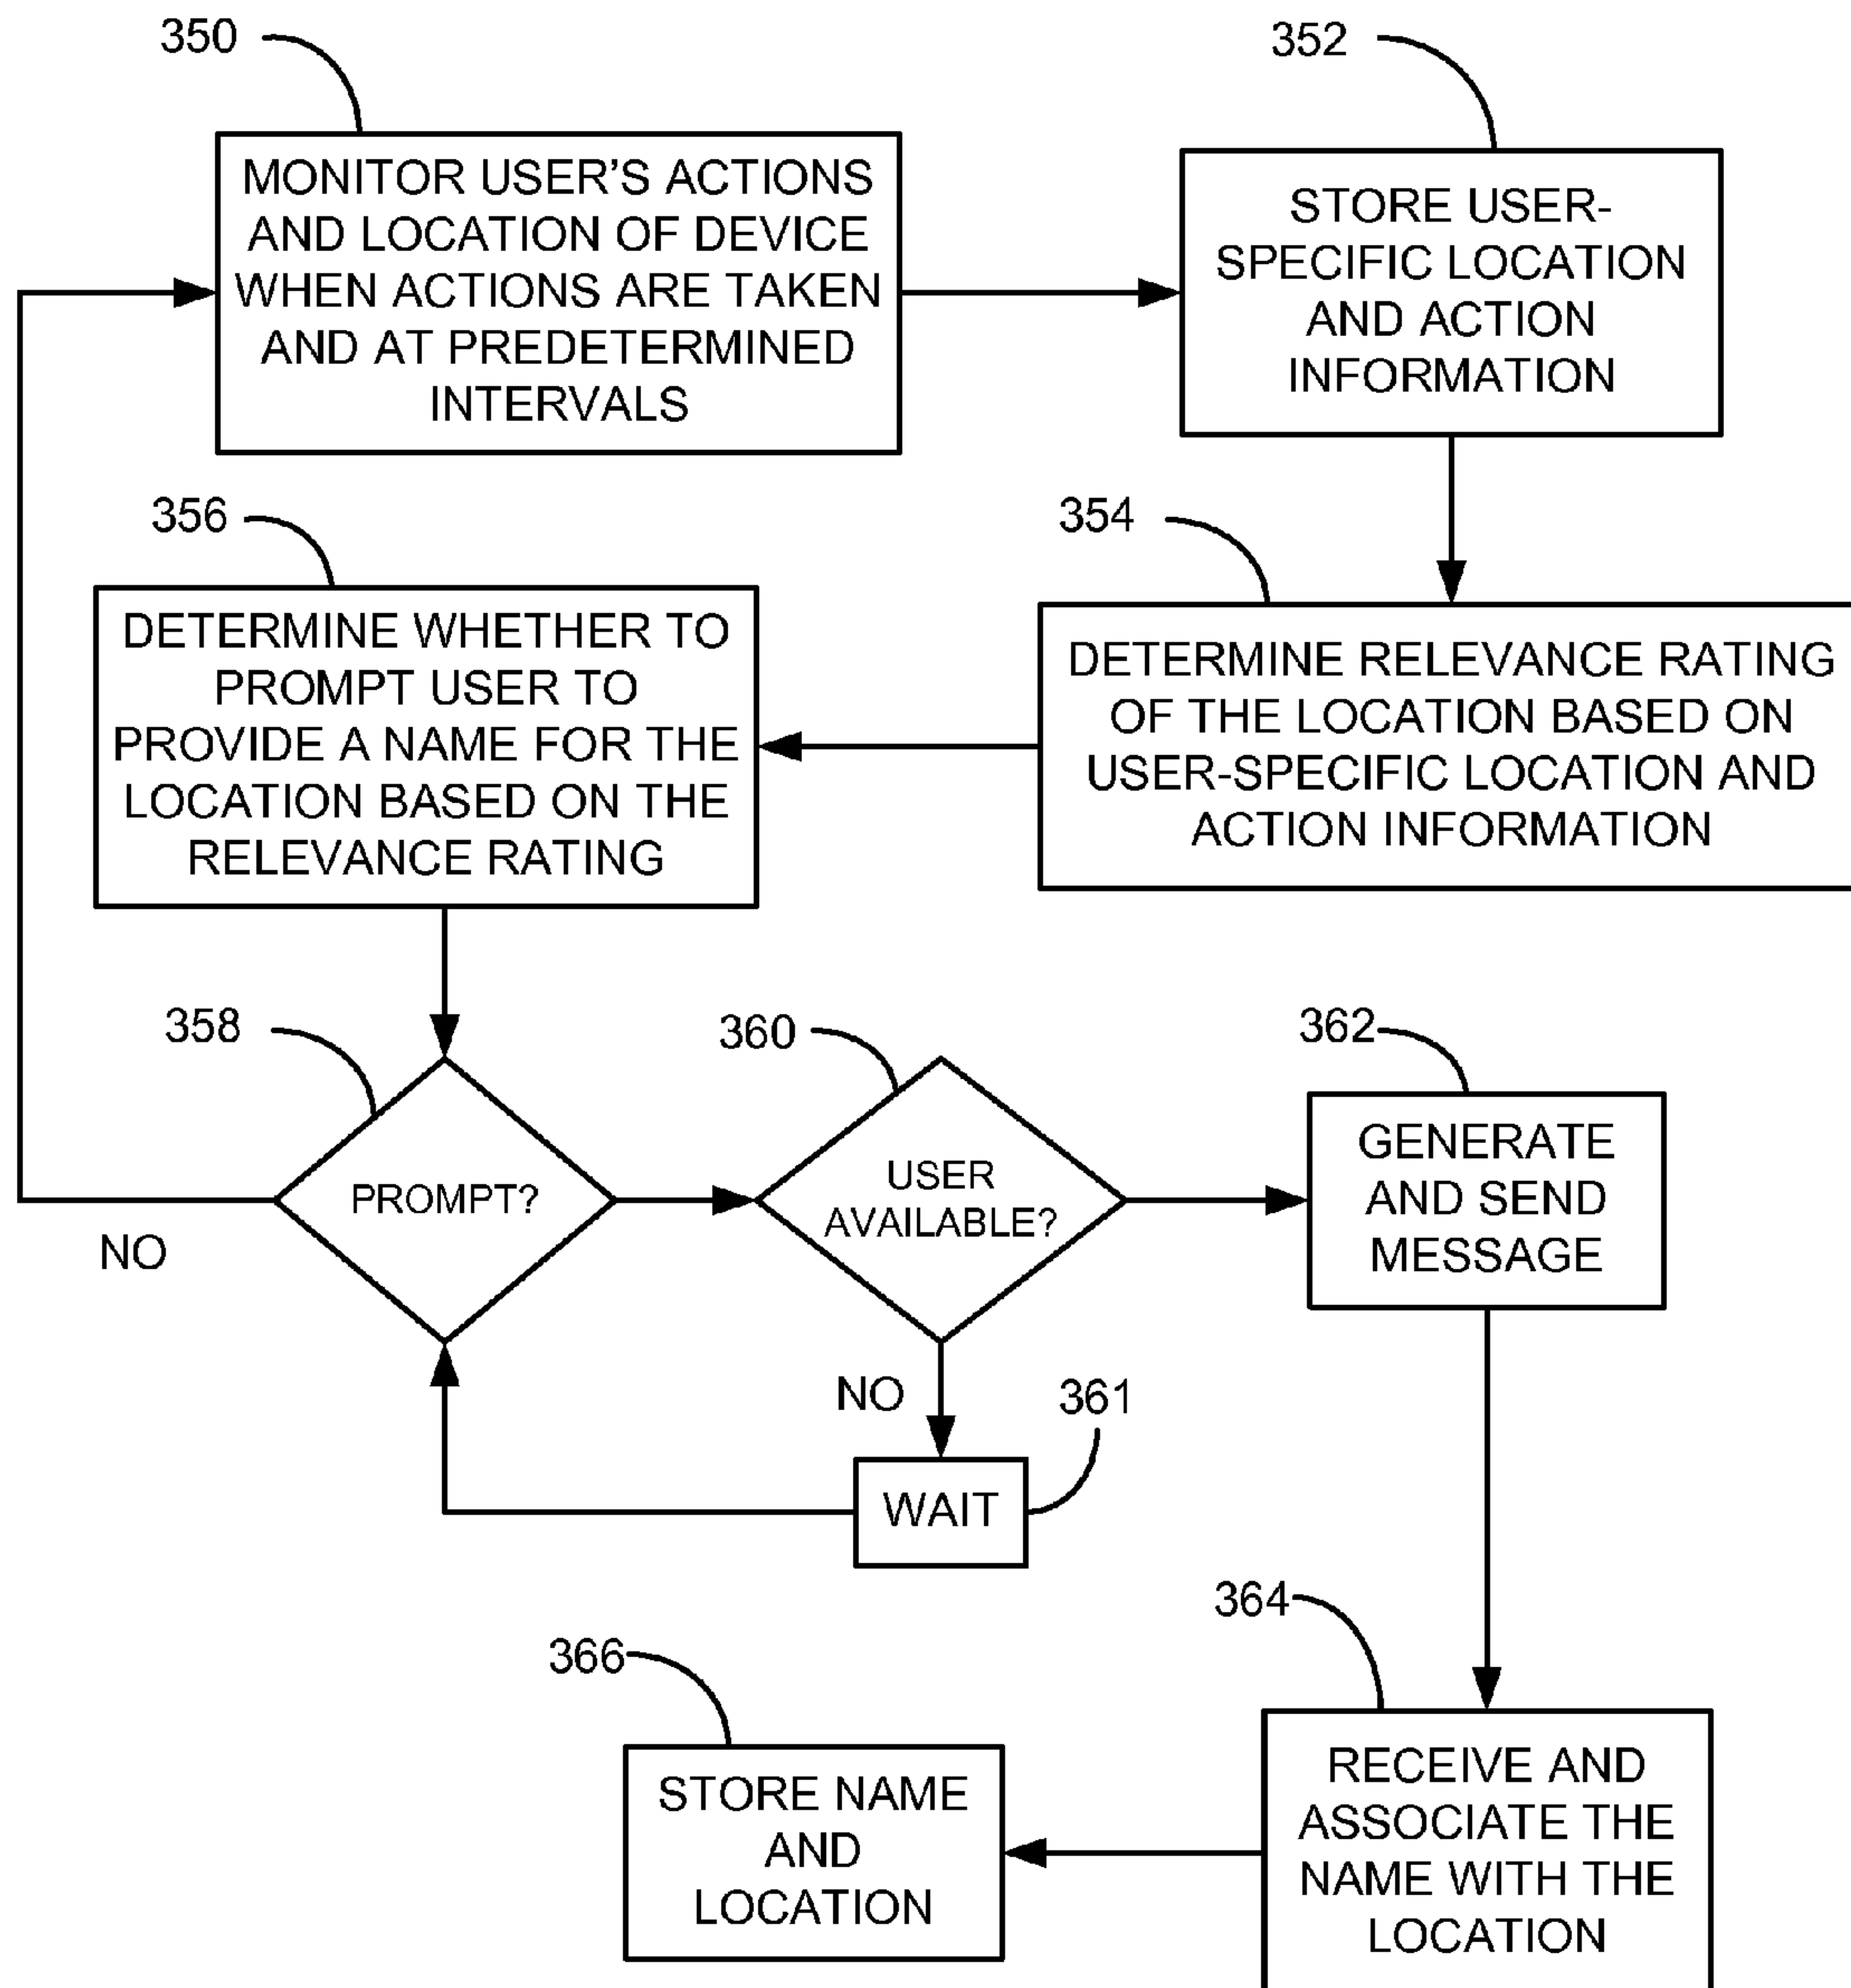 350
352
MONITOR USER'S ACTIONS
AND LOCATION OF DEVICE
WHEN ACTIONS ARE TAKEN
AND AT PREDETERMINED
INTERVALS
STORE USER-
SPECIFIC LOCATION
AND ACTION
INFORMATION
356
354
DETERMINE WHETHER TO
PROMPT USER TO
PROVIDE A NAME FOR THE
LOCATION BASED ON THE
RELEVANCE RATING
DETERMINE RELEVANCE RATING
OF THE LOCATION BASED ON
USER-SPECIFIC LOCATION AND
ACTION INFORMATION
358
360
362
PROMPT?
NO
USER
AVAILABLE?
GENERATE
AND SEND
MESSAGE
NO
361
WAIT
364
366
RECEIVE AND
ASSOCIATE THE
NAME WITH THE
LOCATION
STORE NAME
AND
LOCATION